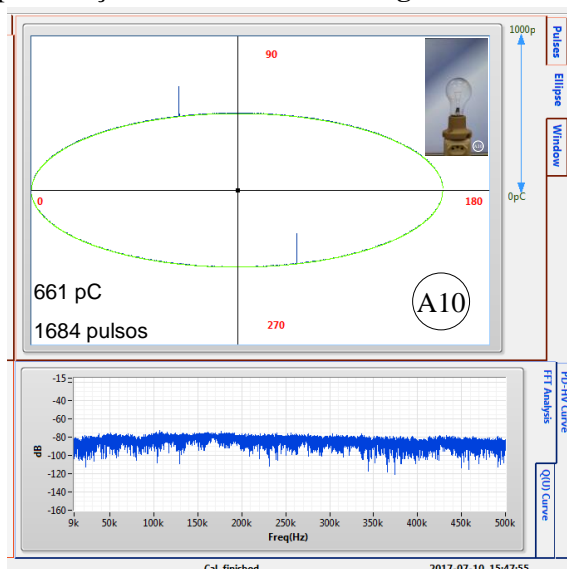 1000p
90
0
180
0pC
661 pC
A10
1684 pulsos
270
Pulses
Ellipse
Window
-15
-40
-60
-80
-100
-120
-140
-160
dB
9k 50k 100k 150k 200k 250k 300k 350k 400k 450k 500k
Freq(Hz)
PD-HV Curve
FFT Analysis
Q(U) Curve
Cal. finished 2017-07-10 15:47:55